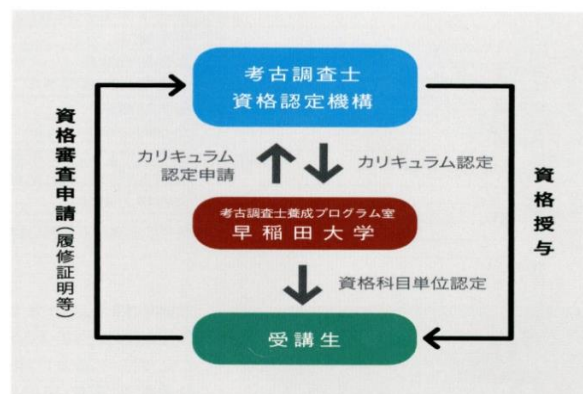 考古調査士
資格認定機構
カリキュラム
認定申請
カリキュラム認定
資格審査申請(履修証明等)
資格授与
考古調査士養成プログラム室
早稲田大学
資格科目単位認定
受講生